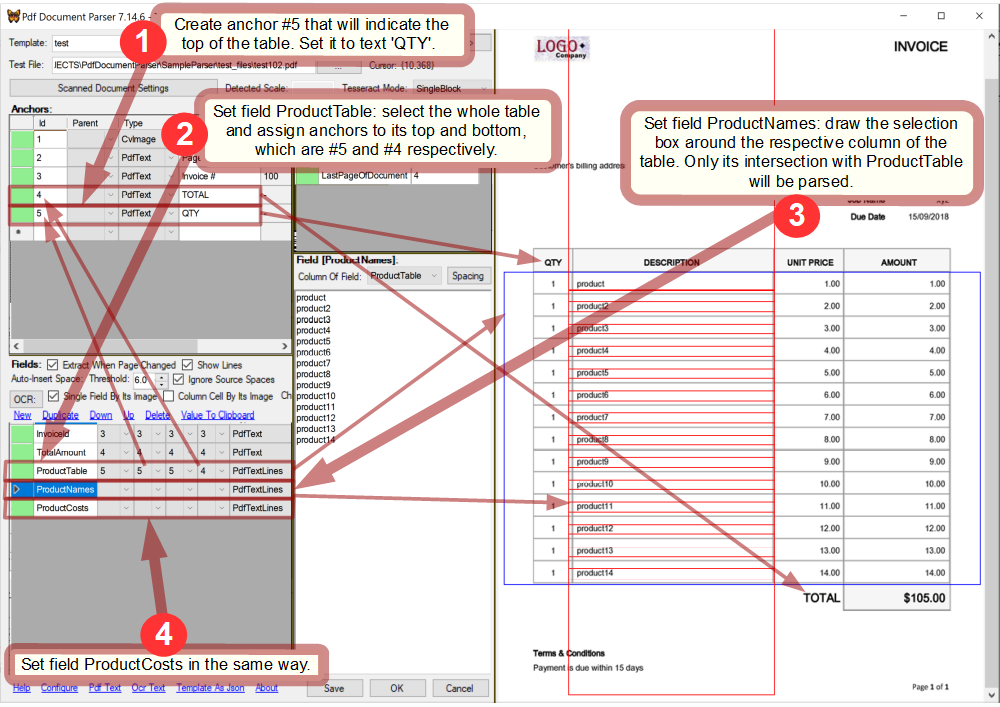 Pdf Document Parser 7.14.6 -
Create anchor #5 that will indicate the
top of the table. Set it to text 'QTY'.
1
Template: test
Test File: JECTS\PdfDocumentParser\SampleParser\test_files\test102.pdf ... Cursor: {10,368}
Scanned Document Settings Detected Scale: Tesseract Mode: SingleBlock
Anchors:
Id Parent Type
1 CvImage
2 PdfText Page
3 PdfText Invoice # 100
4 PdfText TOTAL
5 PdfText QTY
2
Set field ProductTable: select the whole table
and assign anchors to its top and bottom,
which are #5 and #4 respectively.
LastPageOfDocument 4
Set field ProductNames: draw the selection
box around the respective column of the
table. Only its intersection with ProductTable
will be parsed.
3
Field [ProductNames]:
Column Of Field: ProductTable Spacing
product
product2
product3
product4
product5
product6
product7
product8
product9
product10
product11
product12
product13
product14
Fields: Extract When Page Changed Show Lines
Auto-Insert Space: Threshold: 6.0 Ignore Source Spaces
OCR: Single Field By Its Image Column Cell By Its Image Ch
New Duplicate Down Up Delete Value To Clipboard
InvoiceId 3 3 3 3 PdfText
TotalAmount 4 4 4 4 PdfText
ProductTable 5 5 5 4 PdfTextLines
ProductNames PdfTextLines
ProductCosts PdfTextLines
4
Set field ProductCosts in the same way.
Help Configure Pdf Text Ocr Text Template As Json About Save OK Cancel
LOGO
Company
INVOICE
customer's billing address
Due Date 15/09/2018
QTY DESCRIPTION UNIT PRICE AMOUNT
1 product 1.00 1.00
1 product2 2.00 2.00
1 product3 3.00 3.00
1 product4 4.00 4.00
1 product5 5.00 5.00
1 product6 6.00 6.00
1 product7 7.00 7.00
1 product8 8.00 8.00
1 product9 9.00 9.00
1 product10 10.00 10.00
1 product11 11.00 11.00
1 product12 12.00 12.00
1 product13 13.00 13.00
1 product14 14.00 14.00
TOTAL $105.00
Terms & Conditions
Payment is due within 15 days
Page 1 of 1